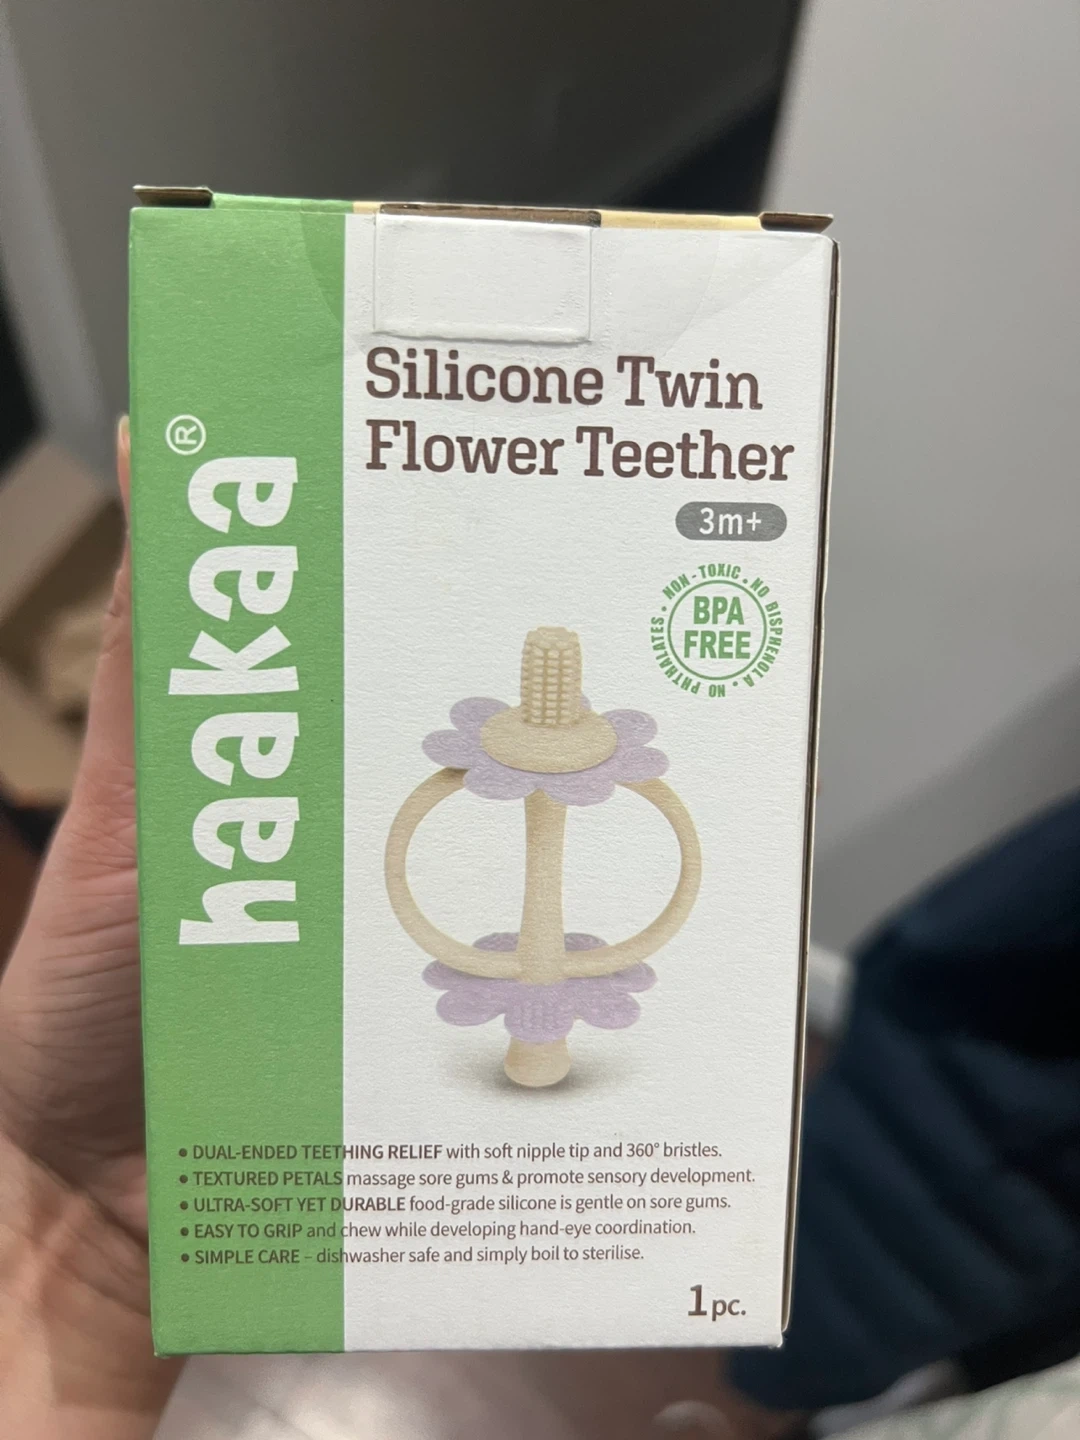 haakaa®
Silicone Twin
Flower Teether
3m+
NON-TOXIC • NO BISPHENOL A • NO PHTHALATES •
BPA
FREE
• DUAL-ENDED TEETHING RELIEF with soft nipple tip and 360° bristles.
• TEXTURED PETALS massage sore gums & promote sensory development.
• ULTRA-SOFT YET DURABLE food-grade silicone is gentle on sore gums.
• EASY TO GRIP and chew while developing hand-eye coordination.
• SIMPLE CARE – dishwasher safe and simply boil to sterilise.
1 pc.